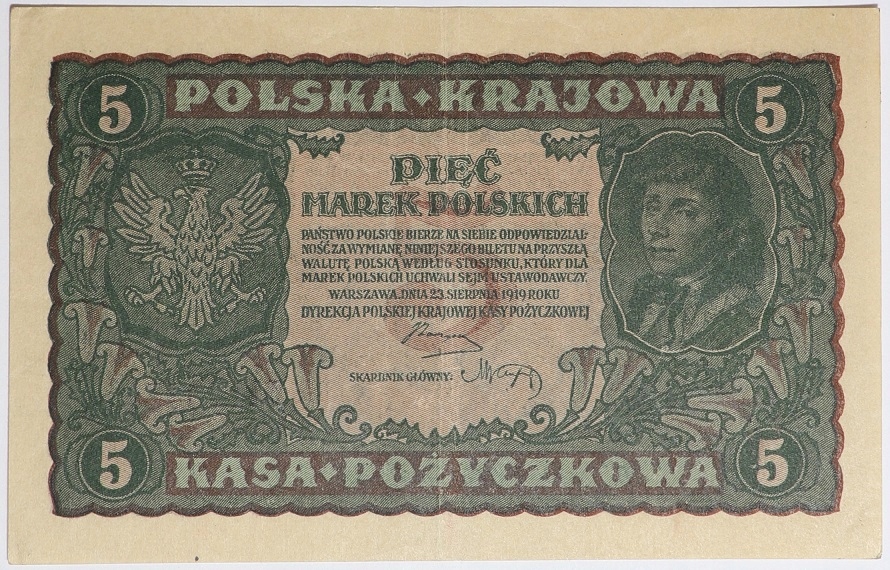 5 POLSKA ◆ KRAJOWA 5
PIĘĆ
MAREK POLSKICH
PAŃSTWO POLSKIE BIERZE NA SIEBIE ODPOWIEDZIAL-
NOŚĆ ZA WYMIANĘ NINIEJSZEGO BILETU NA PRZYSZŁĄ
WALUTĘ POLSKĄ WEDŁUG STOSUNKU, KTÓRY DLA
MAREK POLSKICH UCHWALI SEJM USTAWODAWCZY.
WARSZAWA, DNIA 23 SIERPNIA 1919 ROKU
DYREKCJA POLSKIEJ KRAJOWEJ KASY POŻYCZKOWEJ
SKARBNIK GŁÓWNY:
5 KASA ◆ POŻYCZKOWA 5